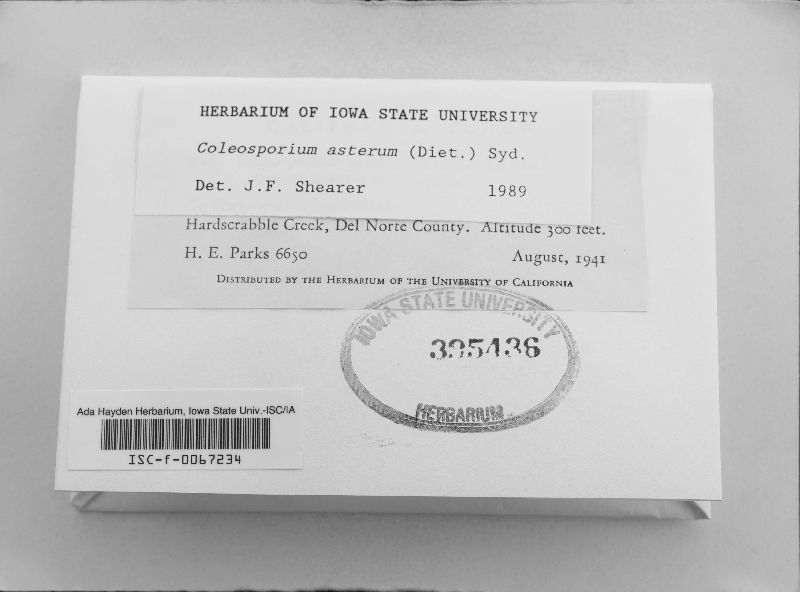 HERBARIUM OF IOWA STATE UNIVERSITY
Coleosporium asterum (Diet.) Syd.
Det. J.F. Shearer 1989
Hardscrabble Creek, Del Norte County. Altitude 300 feet.
H. E. Parks 6650 August, 1941
DISTRIBUTED BY THE HERBARIUM OF THE UNIVERSITY OF CALIFORNIA
IOWA STATE UNIVERSITY
395436
HERBARIUM
Ada Hayden Herbarium, Iowa State Univ.-ISC/IA
ISC-f-0067234